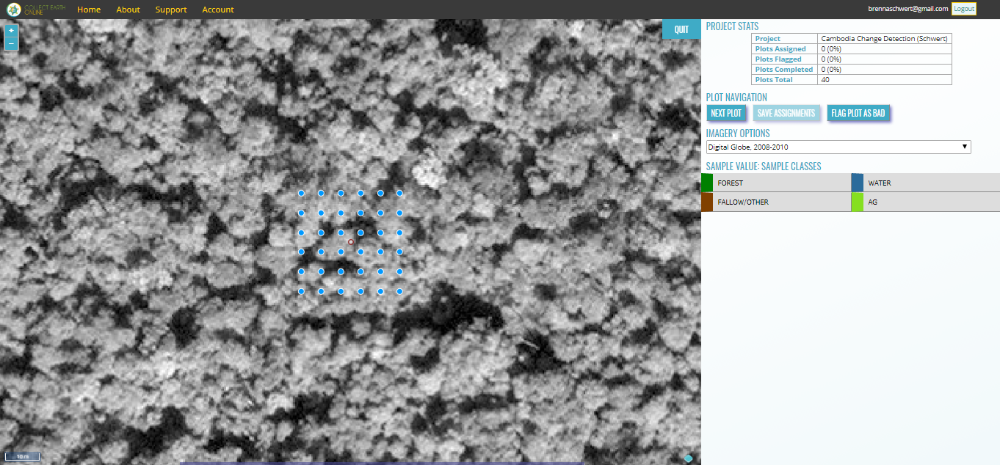 COLLECT EARTH
ONLINE
Home About Support Account
brennaschwert@gmail.com Logout
+
−
QUIT
PROJECT STATS
Project Cambodia Change Detection (Schwert)
Plots Assigned 0 (0%)
Plots Flagged 0 (0%)
Plots Completed 0 (0%)
Plots Total 40
PLOT NAVIGATION
NEXT PLOT SAVE ASSIGNMENTS FLAG PLOT AS BAD
IMAGERY OPTIONS
Digital Globe, 2008-2010
SAMPLE VALUE: SAMPLE CLASSES
FOREST WATER
FALLOW/OTHER AG
10 m